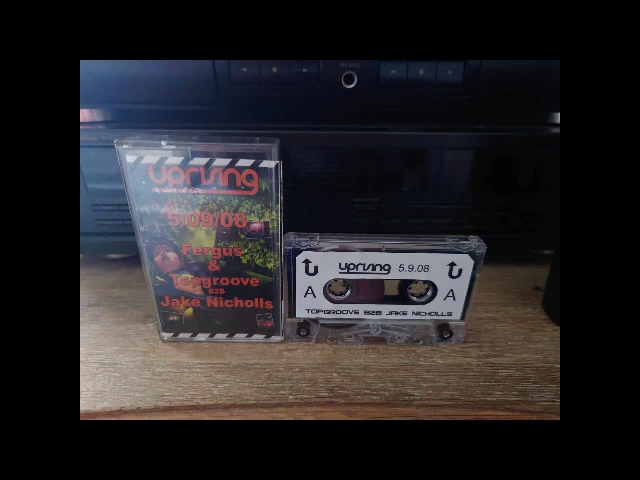 uprising
5/09/08
Fergus
&
Topgroove
B2B
Jake Nicholls
uprising 5.9.08
A A
TOPGROOVE B2B JAKE NICHOLLS